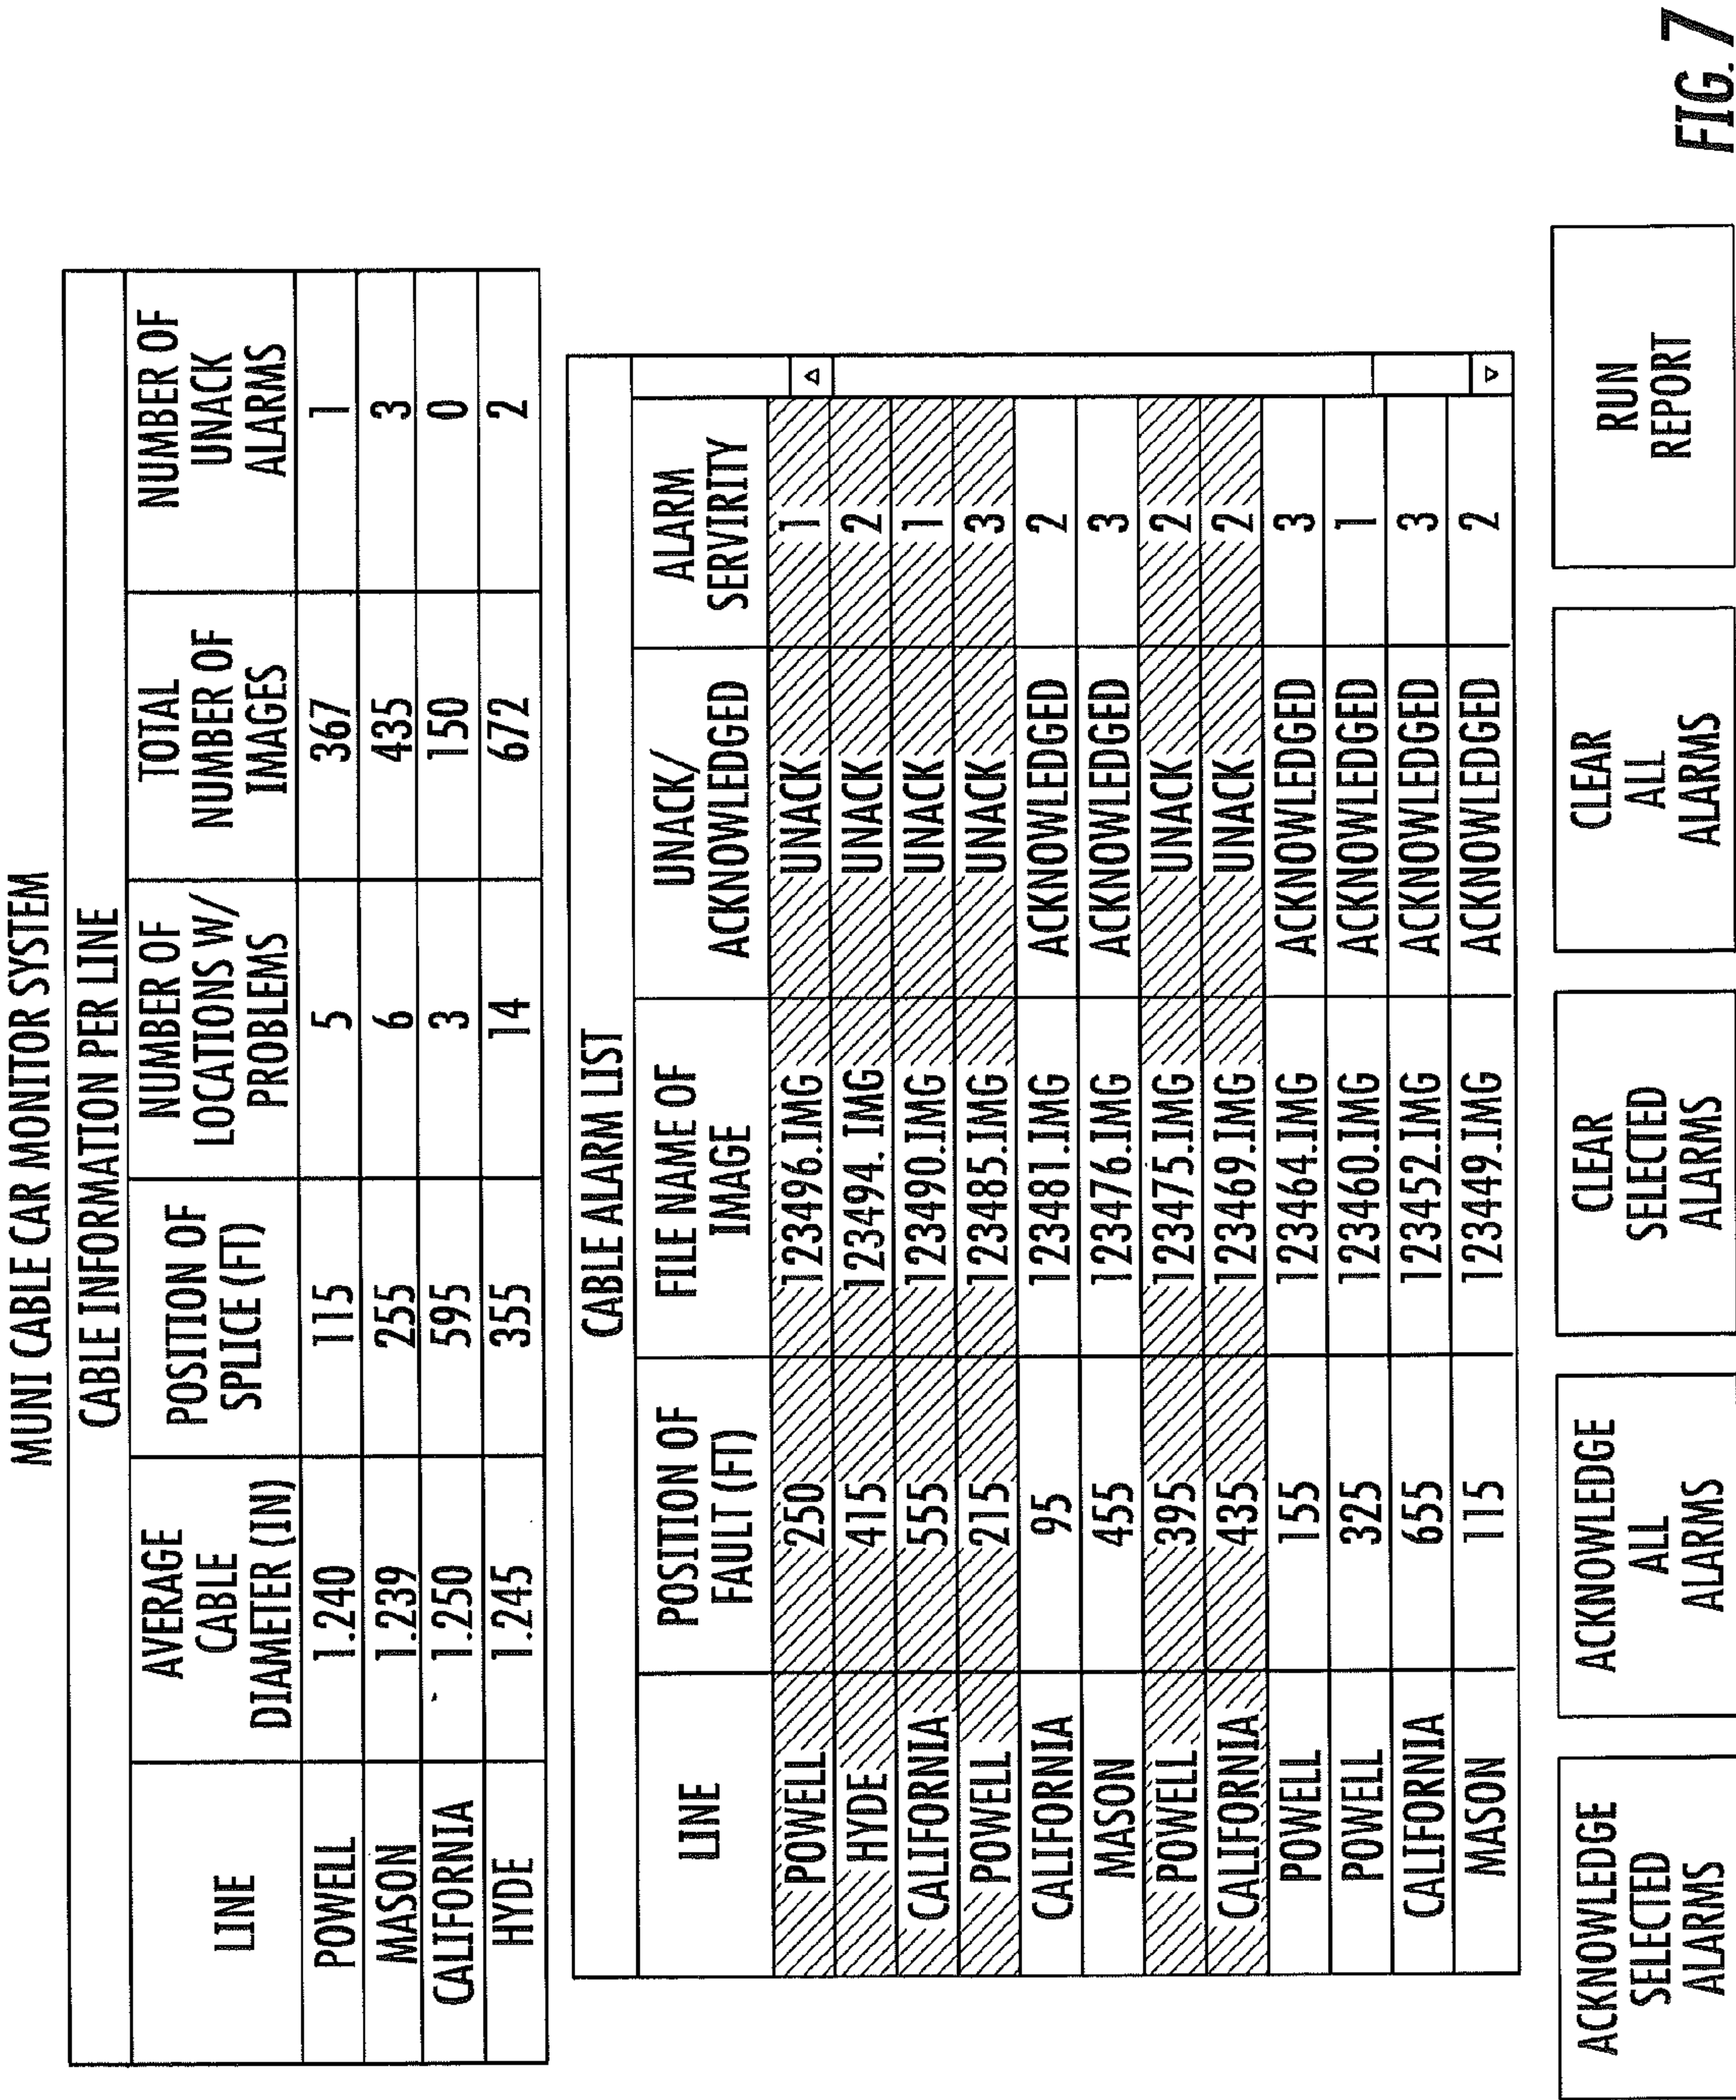 MUNI CABLE CAR MONITOR SYSTEM
CABLE INFORMATION PER LINE
LINE
AVERAGE
CABLE
DIAMETER (IN)
POSITION OF
SPLICE (FT)
NUMBER OF
LOCATIONS W/
PROBLEMS
TOTAL
NUMBER OF
IMAGES
NUMBER OF
UNACK
ALARMS
POWELL 1.240 115 5 367 1
MASON 1.239 255 6 435 3
CALIFORNIA 1.250 595 3 150 0
HYDE 1.245 355 14 672 2
CABLE ALARM LIST
LINE
POSITION OF
FAULT (FT)
FILE NAME OF
IMAGE
UNACK/
ACKNOWLEDGED
ALARM
SERVIRITY
POWELL 250 123496.IMG UNACK 1
HYDE 415 123494. IMG UNACK 2
CALIFORNIA 555 123490.IMG UNACK 1
POWELL 215 123485.IMG UNACK 3
CALIFORNIA 95 123481.IMG ACKNOWLEDGED 2
MASON 455 123476.IMG ACKNOWLEDGED 3
POWELL 395 123475.IMG UNACK 2
CALIFORNIA 435 123469.IMG UNACK 2
POWELL 155 123464.IMG ACKNOWLEDGED 3
POWELL 325 123460.IMG ACKNOWLEDGED 1
CALIFORNIA 655 123452.IMG ACKNOWLEDGED 3
MASON 115 123449.IMG ACKNOWLEDGED 2
ACKNOWLEDGE
SELECTED
ALARMS
ACKNOWLEDGE
ALL
ALARMS
CLEAR
SELECTED
ALARMS
CLEAR
ALL
ALARMS
RUN
REPORT
FIG. 7